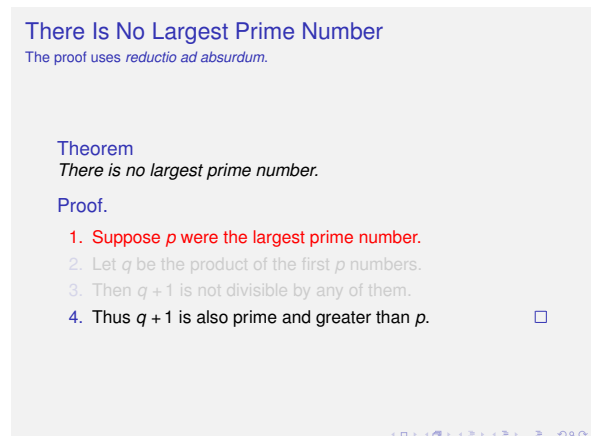 There Is No Largest Prime Number
The proof uses reductio ad absurdum.
Theorem
There is no largest prime number.
Proof.
1. Suppose p were the largest prime number.
2. Let q be the product of the first p numbers.
3. Then q + 1 is not divisible by any of them.
4. Thus q + 1 is also prime and greater than p. □